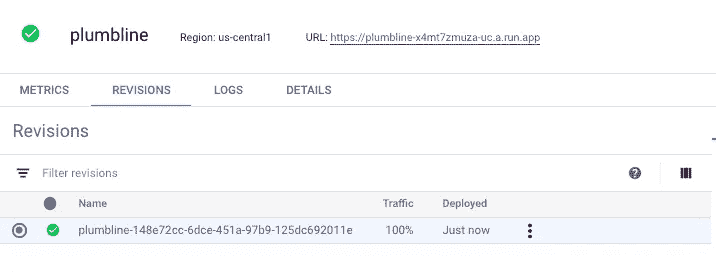 plumbline Region: us-central1 URL: https://plumbline-x4mt7zmuza-uc.a.run.app
METRICS REVISIONS LOGS DETAILS
Revisions
Filter revisions
Name Traffic Deployed
plumbline-148e72cc-6dce-451a-97b9-125dc692011e 100% Just now